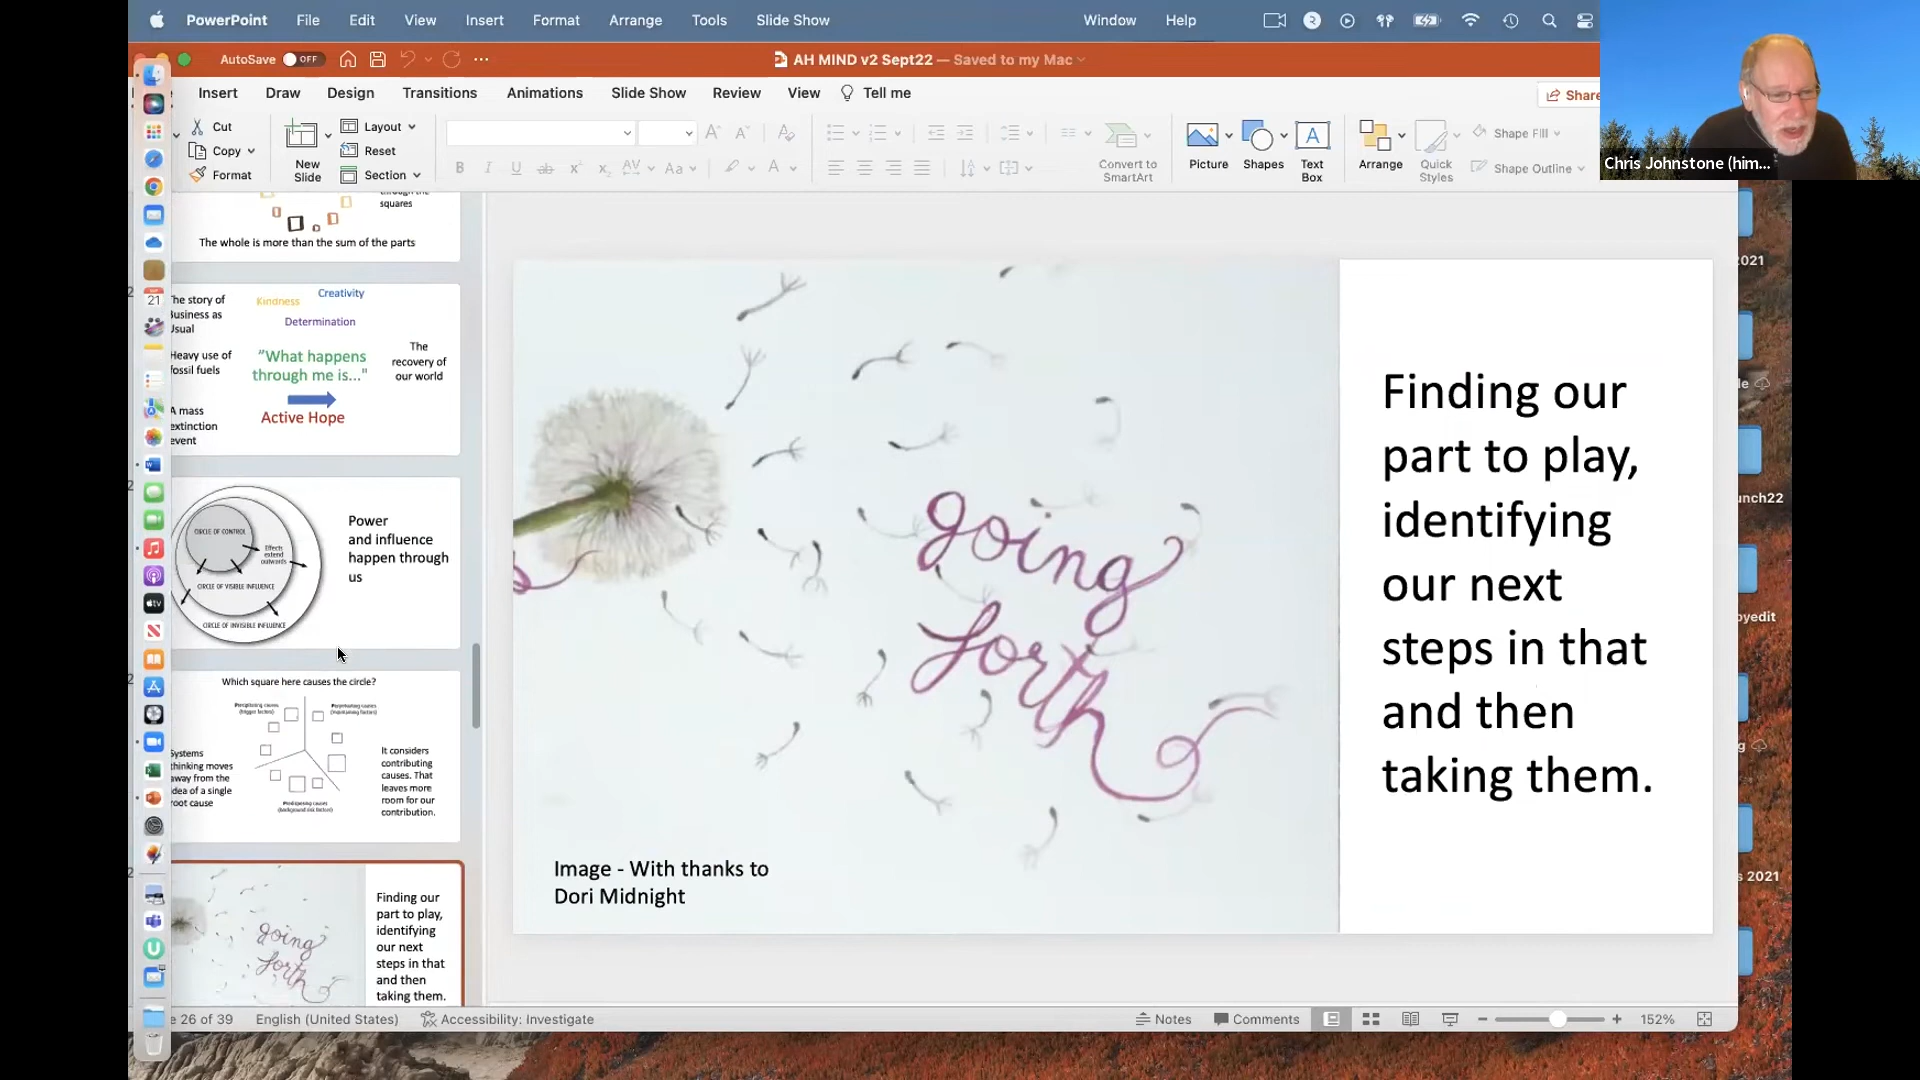 PowerPoint File Edit View Insert Format Arrange Tools Slide Show Window Help
AutoSave OFF
AH MIND v2 Sept22 — Saved to my Mac
Insert Draw Design Transitions Animations Slide Show Review View Tell me
Share
Cut
Copy
Format
New
Slide
Layout
Reset
Section
Convert to
SmartArt
Picture
Shapes
Text
Box
Arrange
Quick
Styles
Shape Fill
Shape Outline
Chris Johnstone (him...
squares
The whole is more than the sum of the parts
The story of
Business as
Usual
Heavy use of
fossil fuels
A mass
extinction
event
Kindness
Creativity
Determination
"What happens
through me is..."
Active Hope
The
recovery of
our world
CIRCLE OF CONTROL
Effects
extend
outwards
CIRCLE OF VISIBLE INFLUENCE
CIRCLE OF INVISIBLE INFLUENCE
Power
and influence
happen through
us
Which square here causes the circle?
Precipitating causes
(trigger factors)
Perpetuating causes
(maintaining factors)
Predisposing causes
(background risk factors)
Systems
thinking moves
away from the
idea of a single
root cause
It considers
contributing
causes. That
leaves more
room for our
contribution.
going
forth
Finding our
part to play,
identifying
our next
steps in that
and then
taking them.
going
forth
Finding our
part to play,
identifying
our next
steps in that
and then
taking them.
Image - With thanks to
Dori Midnight
21
2021
unch22
oyedit
s 2021
e 26 of 39
English (United States)
Accessibility: Investigate
Notes
Comments
152%